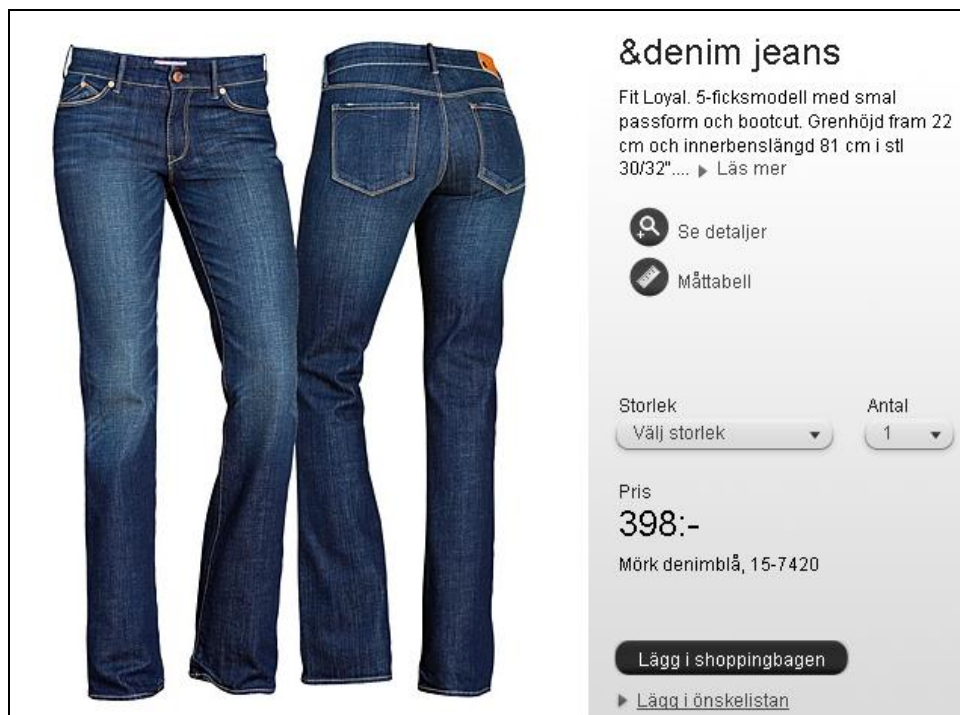 &denim jeans
Fit Loyal. 5-ficksmodell med smal
passform och bootcut. Grenhöjd fram 22
cm och innerbenslängd 81 cm i stl
30/32".... Läs mer
Se detaljer
Måttabell
Storlek
Antal
Välj storlek
1
Pris
398:-
Mörk denimblå, 15-7420
Lägg i shoppingbagen
Lägg i önskelistan